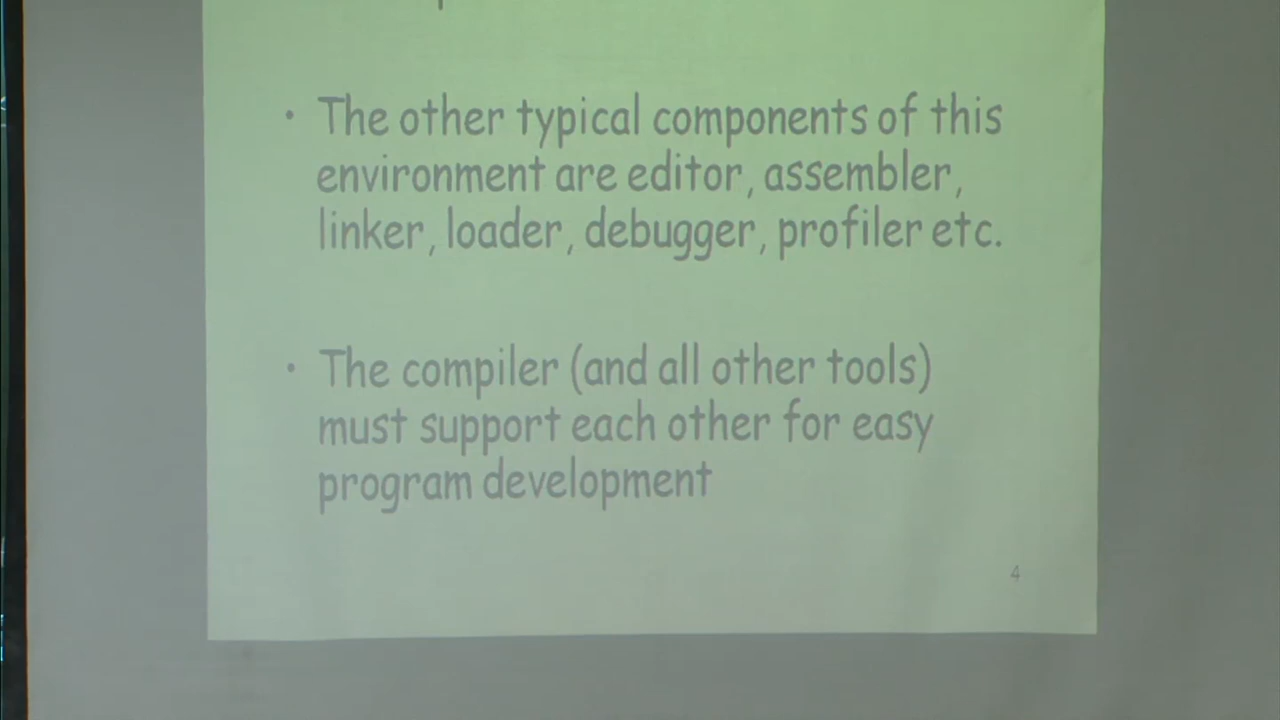 • The other typical components of this
environment are editor, assembler,
linker, loader, debugger, profiler etc.
• The compiler (and all other tools)
must support each other for easy
program development
4